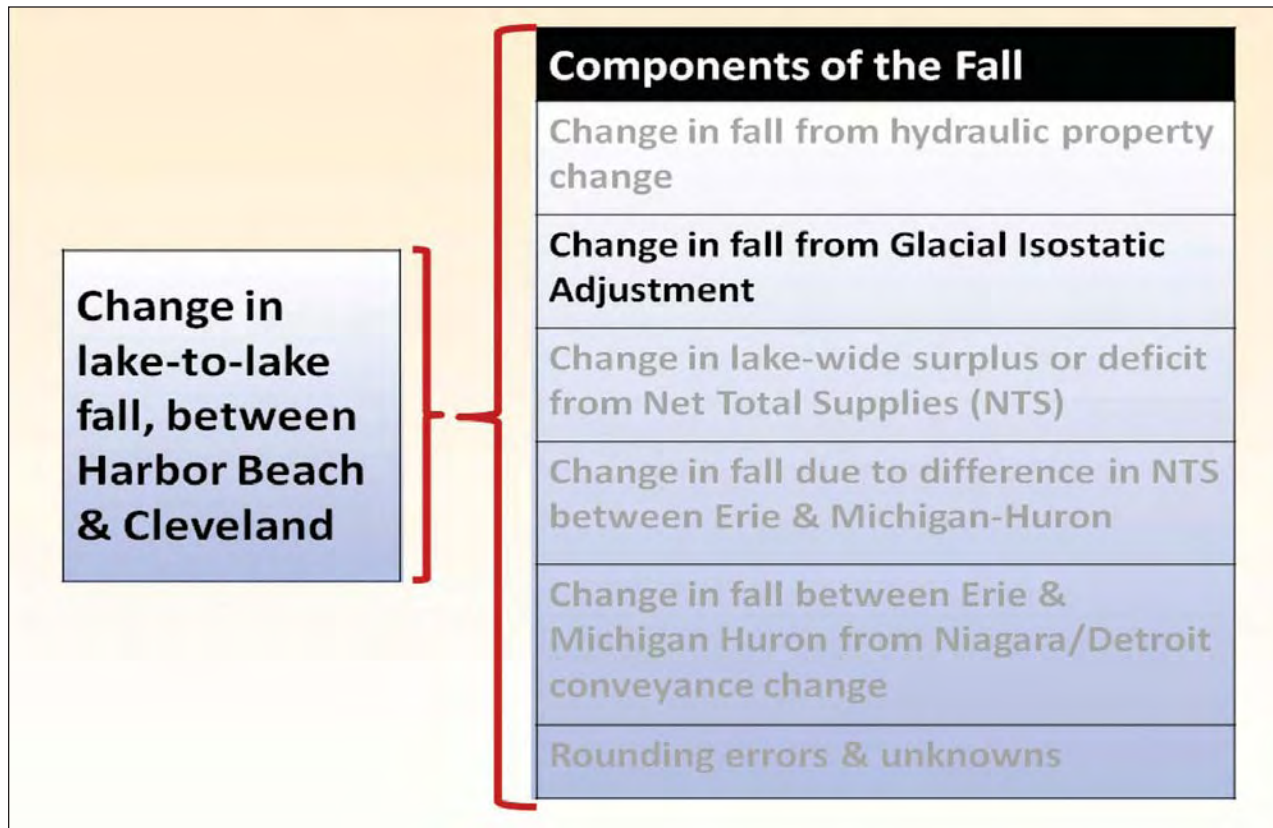 Change in
lake-to-lake
fall, between
Harbor Beach
& Cleveland
Components of the Fall
Change in fall from hydraulic property
change
Change in fall from Glacial Isostatic
Adjustment
Change in lake-wide surplus or deficit
from Net Total Supplies (NTS)
Change in fall due to difference in NTS
between Erie & Michigan-Huron
Change in fall between Erie &
Michigan Huron from Niagara/Detroit
conveyance change
Rounding errors & unknowns